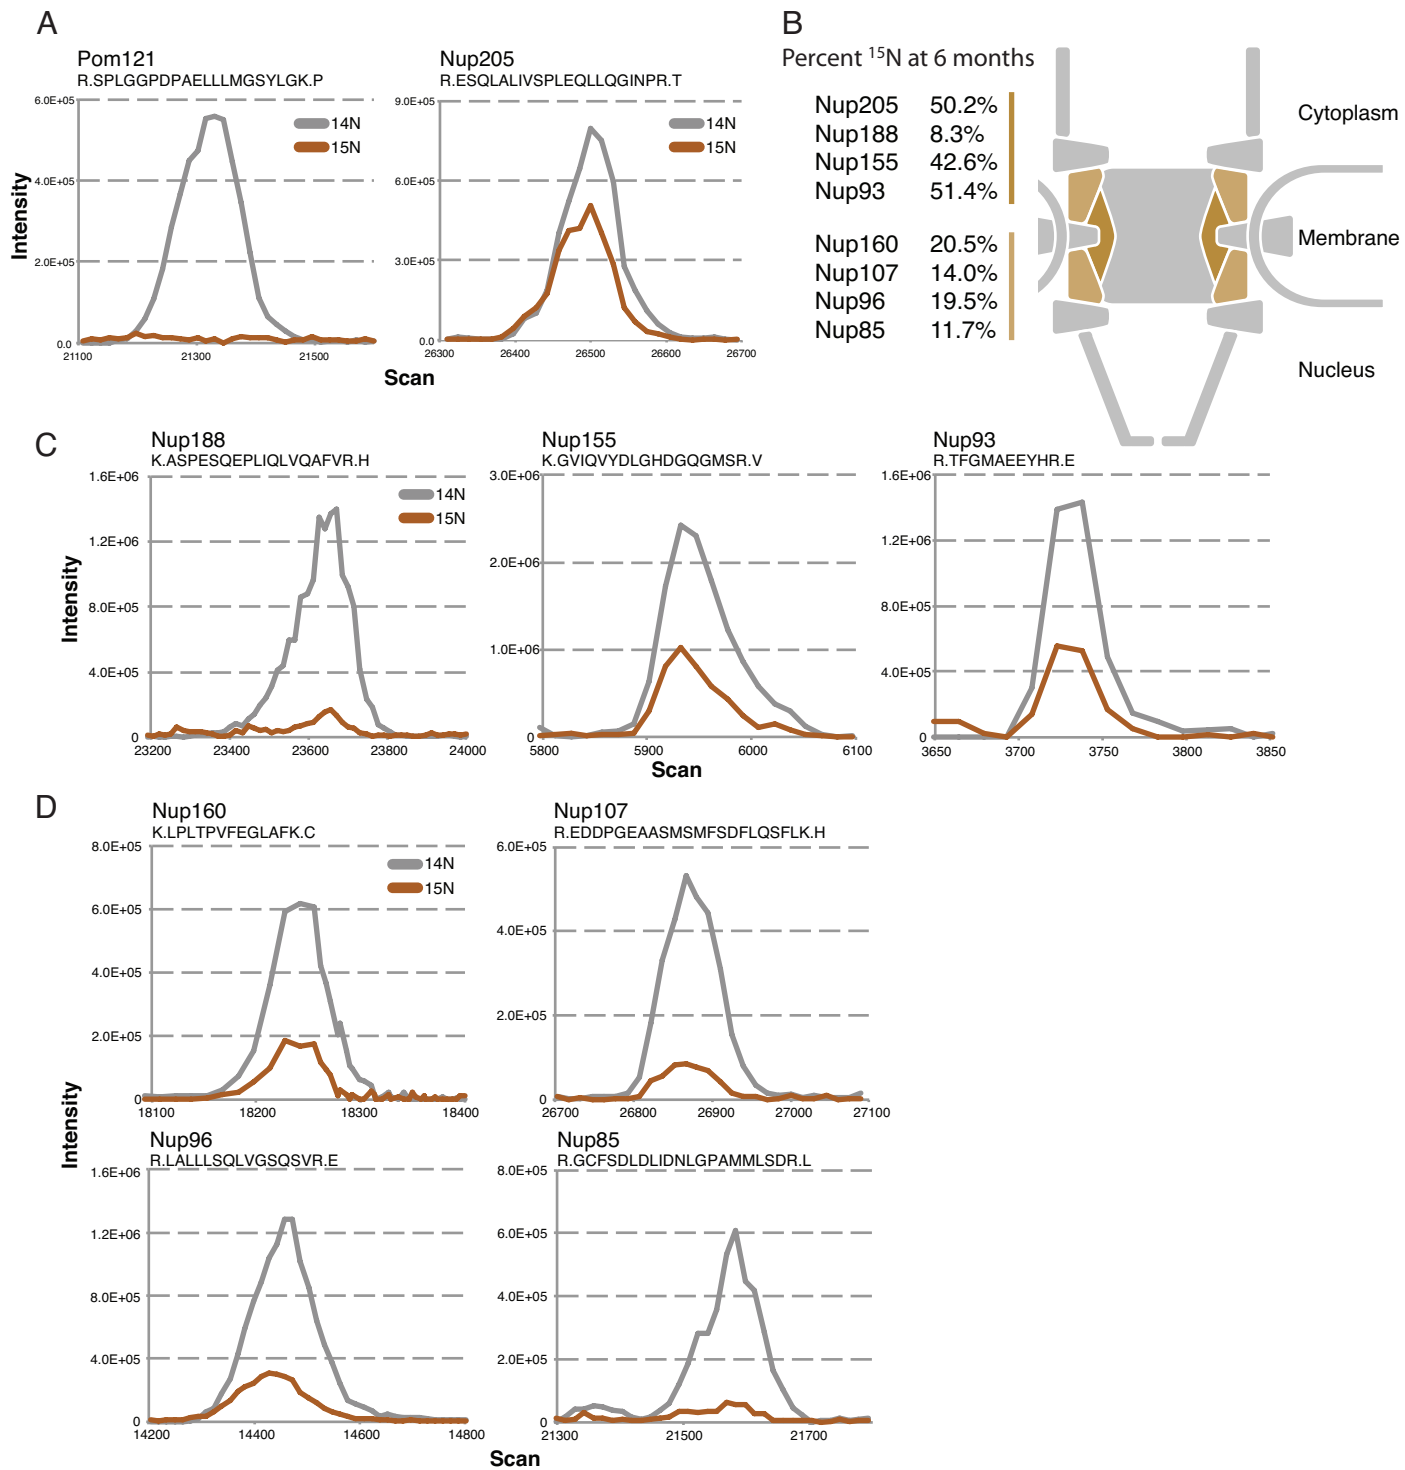 A
Pom121
R.SPLGGPDPAELLLMGSYLGK.P
6.0E+05
4.0E+05
2.0E+05
0.0
21100
21300
21500
14N
15N
Intensity
Nup205
R.ESQLALIVSPLEQLLQGINPR.T
9.0E+05
6.0E+05
3.0E+05
0.0
26300
26400
26500
26600
26700
14N
15N
Scan
B
Percent 15N at 6 months
Nup205 50.2%
Nup188 8.3%
Nup155 42.6%
Nup93 51.4%
Nup160 20.5%
Nup107 14.0%
Nup96 19.5%
Nup85 11.7%
Cytoplasm
Membrane
Nucleus
C
Nup188
K.ASPESQEPLIQLVQAFVR.H
1.6E+06
1.2E+06
8.0E+05
4.0E+05
0
23200
23400
23600
23800
24000
14N
15N
Intensity
Nup155
K.GVIQVYDLGHDGQGMSR.V
3.0E+06
2.0E+06
1.0E+06
0
5800
5900
6000
6100
Scan
Nup93
R.TFGMAEEYHR.E
1.6E+06
1.2E+06
8.0E+05
4.0E+05
0
3650
3700
3750
3800
3850
D
Nup160
K.LPLTPVFEGLAFK.C
8.0E+05
6.0E+05
4.0E+05
2.0E+05
0
18100
18200
18300
18400
14N
15N
Nup107
R.EDDPGEAASMSMFSDFLQSFLK.H
6.0E+05
4.0E+05
2.0E+05
0
26700
26800
26900
27000
27100
Intensity
Nup96
R.LALLLSQLVGSQSVR.E
1.6E+06
1.2E+06
8.0E+05
4.0E+05
0
14200
14400
14600
14800
Nup85
R.GCFSDLDLIDNLGPAMMLSDR.L
8.0E+05
6.0E+05
4.0E+05
2.0E+05
0
21300
21500
21700
Scan